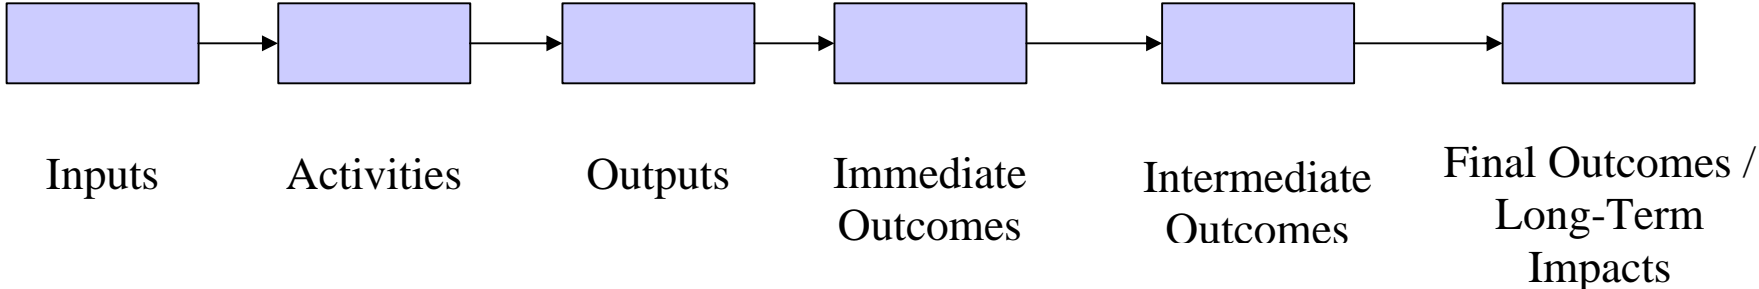 Inputs
Activities
Outputs
Immediate
Outcomes
Intermediate
Outcomes
Final Outcomes /
Long-Term
Impacts